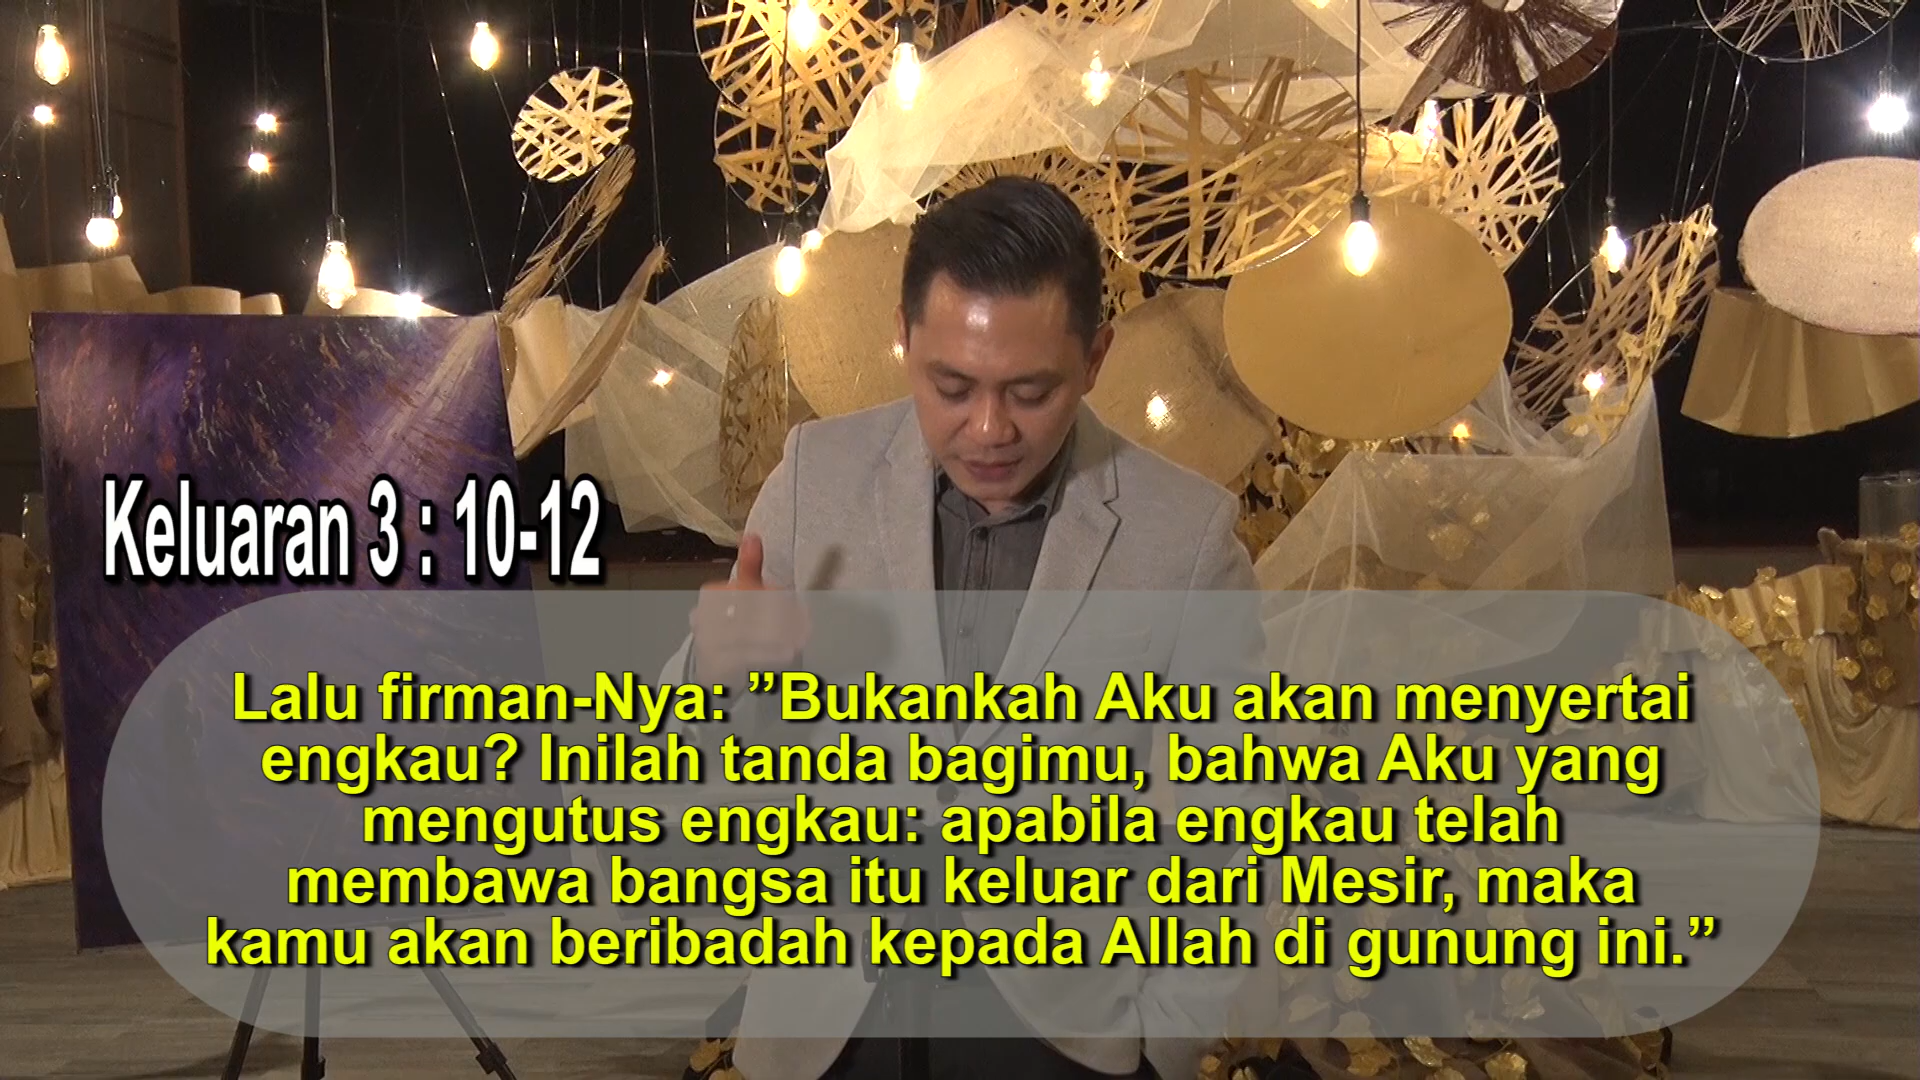 Keluaran 3 : 10-12
Lalu firman-Nya: ”Bukankah Aku akan menyertai
engkau? Inilah tanda bagimu, bahwa Aku yang
mengutus engkau: apabila engkau telah
membawa bangsa itu keluar dari Mesir, maka
kamu akan beribadah kepada Allah di gunung ini.”